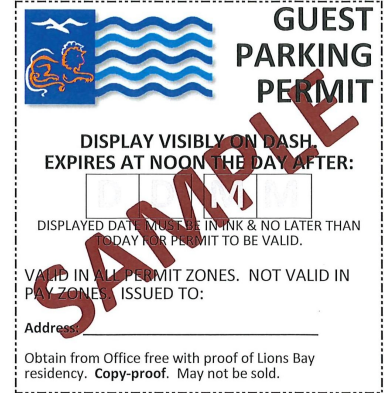 GUEST
PARKING
PERMIT
DISPLAY VISIBLY ON DASH.
EXPIRES AT NOON THE DAY AFTER:
D D M M
DISPLAYED DATE MUST BE IN INK & NO LATER THAN
TODAY FOR PERMIT TO BE VALID.
VALID IN ALL PERMIT ZONES. NOT VALID IN
PAY ZONES. ISSUED TO:
Address:
Obtain from Office free with proof of Lions Bay
residency. Copy-proof. May not be sold.
SAMPLE